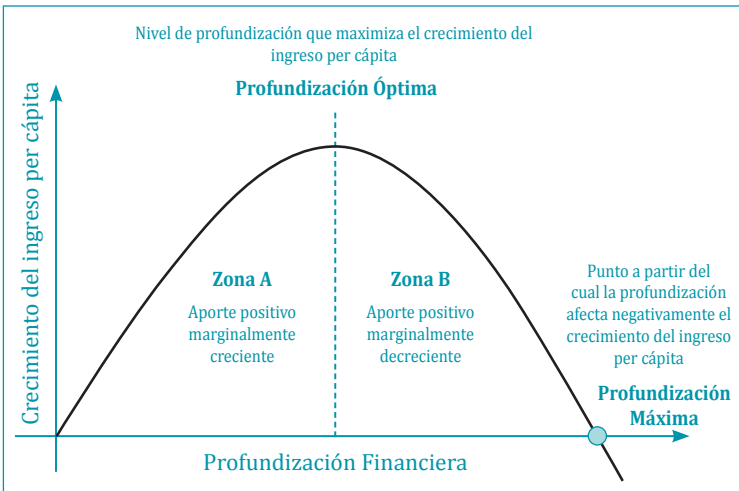 Nivel de profundización que maximiza el crecimiento del
ingreso per cápita
Profundización Óptima
Crecimiento del ingreso per cápita
Zona A
Aporte positivo
marginalmente
creciente
Zona B
Aporte positivo
marginalmente
decreciente
Punto a partir del
cual la profundización
afecta negativamente el
crecimiento del ingreso
per cápita
Profundización
Máxima
Profundización Financiera